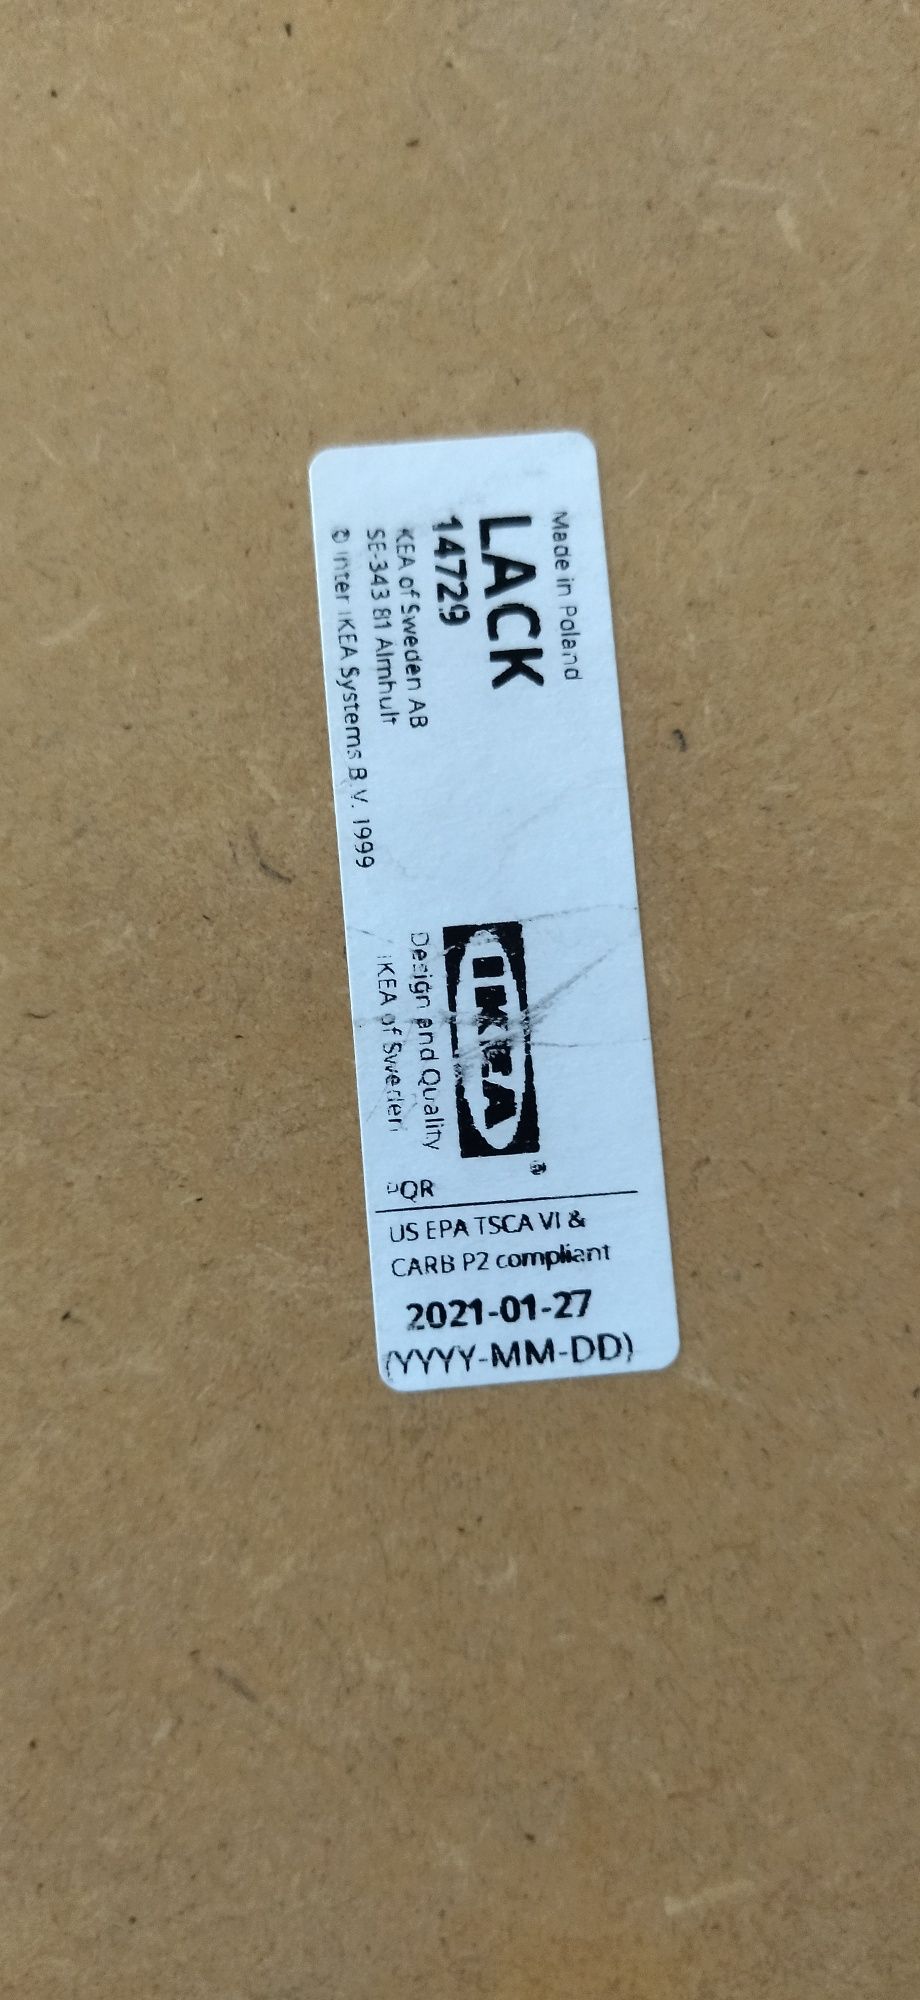 Made in Poland
LACK
14729
IKEA of Sweden AB
SE-343 81 Älmhult
© Inter IKEA Systems B.V. 1999
IKEA
®
Design and Quality
IKEA of Sweden
QR
US EPA TSCA VI &
CARB P2 compliant
2021-01-27
(YYYY-MM-DD)